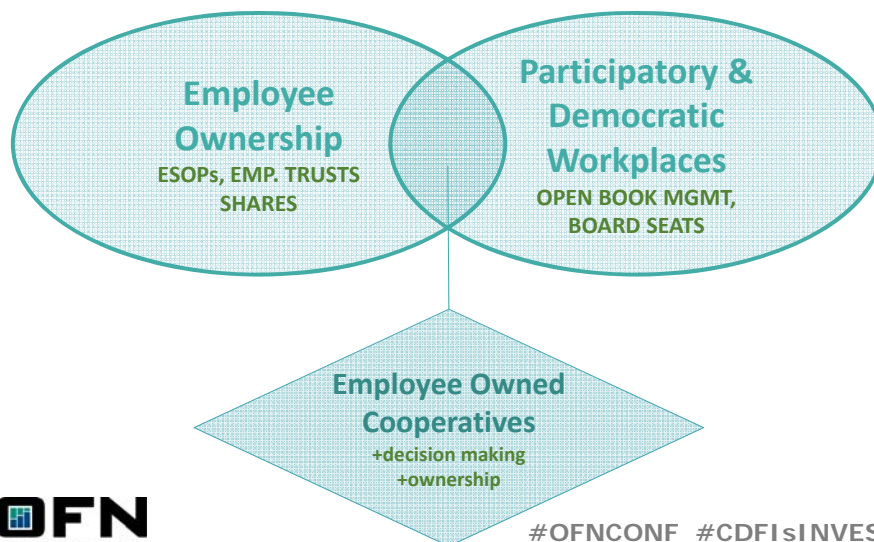 Employee
Ownership
ESOPs, EMP. TRUSTS
SHARES
Participatory &
Democratic
Workplaces
OPEN BOOK MGMT,
BOARD SEATS
Employee Owned
Cooperatives
+decision making
+ownership
OFN
#OFNCONF #CDFIsINVES